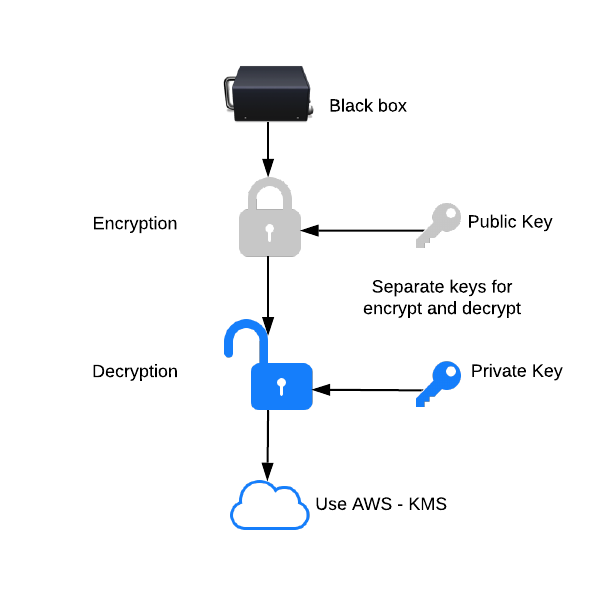 Black box
Encryption
Public Key
Separate keys for
encrypt and decrypt
Decryption
Private Key
Use AWS - KMS